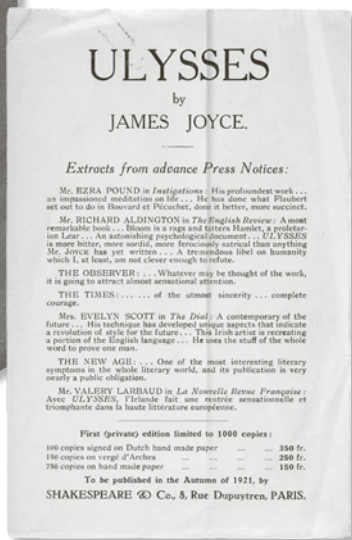 ULYSSES
by
JAMES JOYCE.
Extracts from advance Press Notices:
Mr. EZRA POUND in Instigations: His profoundest work...
an impassioned meditation on life... He has done what Flaubert
set out to do in Bouvard et Pécuchet, done it better, more succinct.
Mr. RICHARD ALDINGTON in The English Review: A most
remarkable book... Bloom is a rags and tatters Hamlet, a proletar-
ian Lear... An astonishing psychological document... ULYSSES
is more bitter, more sordid, more ferociously satirical than anything
Mr. JOYCE has yet written... A tremendous libel on humanity
which I, at least, am not clever enough to refute.
THE OBSERVER:... Whatever may be thought of the work,
it is going to attract almost sensational attention.
THE TIMES:... ... of the utmost sincerity... complete
courage.
Mrs. EVELYN SCOTT in The Dial: A contemporary of the
future... His technique has developed unique aspects that indicate
a revolution of style for the future... This Irish artist is recreating
a portion of the English language... He uses the stuff of the whole
word to prove one man.
THE NEW AGE:... One of the most interesting literary
symptoms in the whole literary world, and its publication is very
nearly a public obligation.
Mr. VALERY LARBAUD in La Nouvelle Revue Française:
Avec ULYSSES, l'Irlande fait une rentrée sensationnelle et
triomphante dans la haute littérature européenne.
First (private) edition limited to 1000 copies:
100 copies signed on Dutch hand made paper ... ... 350 fr.
150 copies on vergé d'Arches ... ... ... ... 250 fr.
750 copies on hand made paper ... ... ... 150 fr.
To be published in the Autumn of 1921, by
SHAKESPEARE & Co., 8, Rue Dupuytren, PARIS.